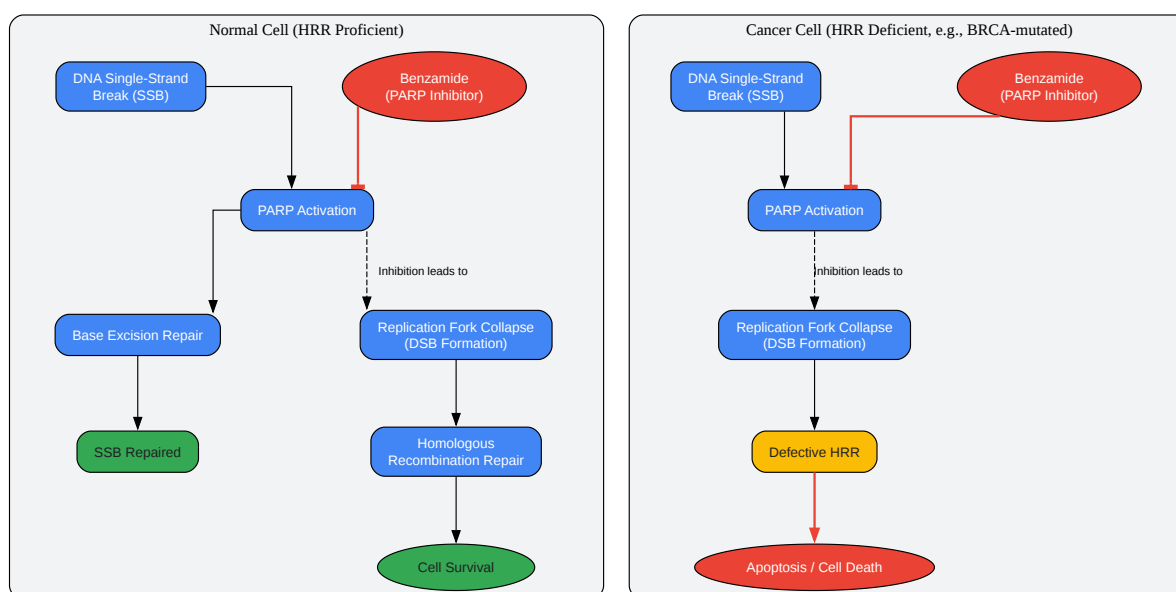 Normal Cell (HRR Proficient)
DNA Single-Strand
Break (SSB)
Benzamide
(PARP Inhibitor)
PARP Activation
Inhibition leads to
Base Excision Repair
Replication Fork Collapse
(DSB Formation)
SSB Repaired
Homologous
Recombination Repair
Cell Survival
Cancer Cell (HRR Deficient, e.g., BRCA-mutated)
DNA Single-Strand
Break (SSB)
Benzamide
(PARP Inhibitor)
PARP Activation
Inhibition leads to
Replication Fork Collapse
(DSB Formation)
Defective HRR
Apoptosis / Cell Death